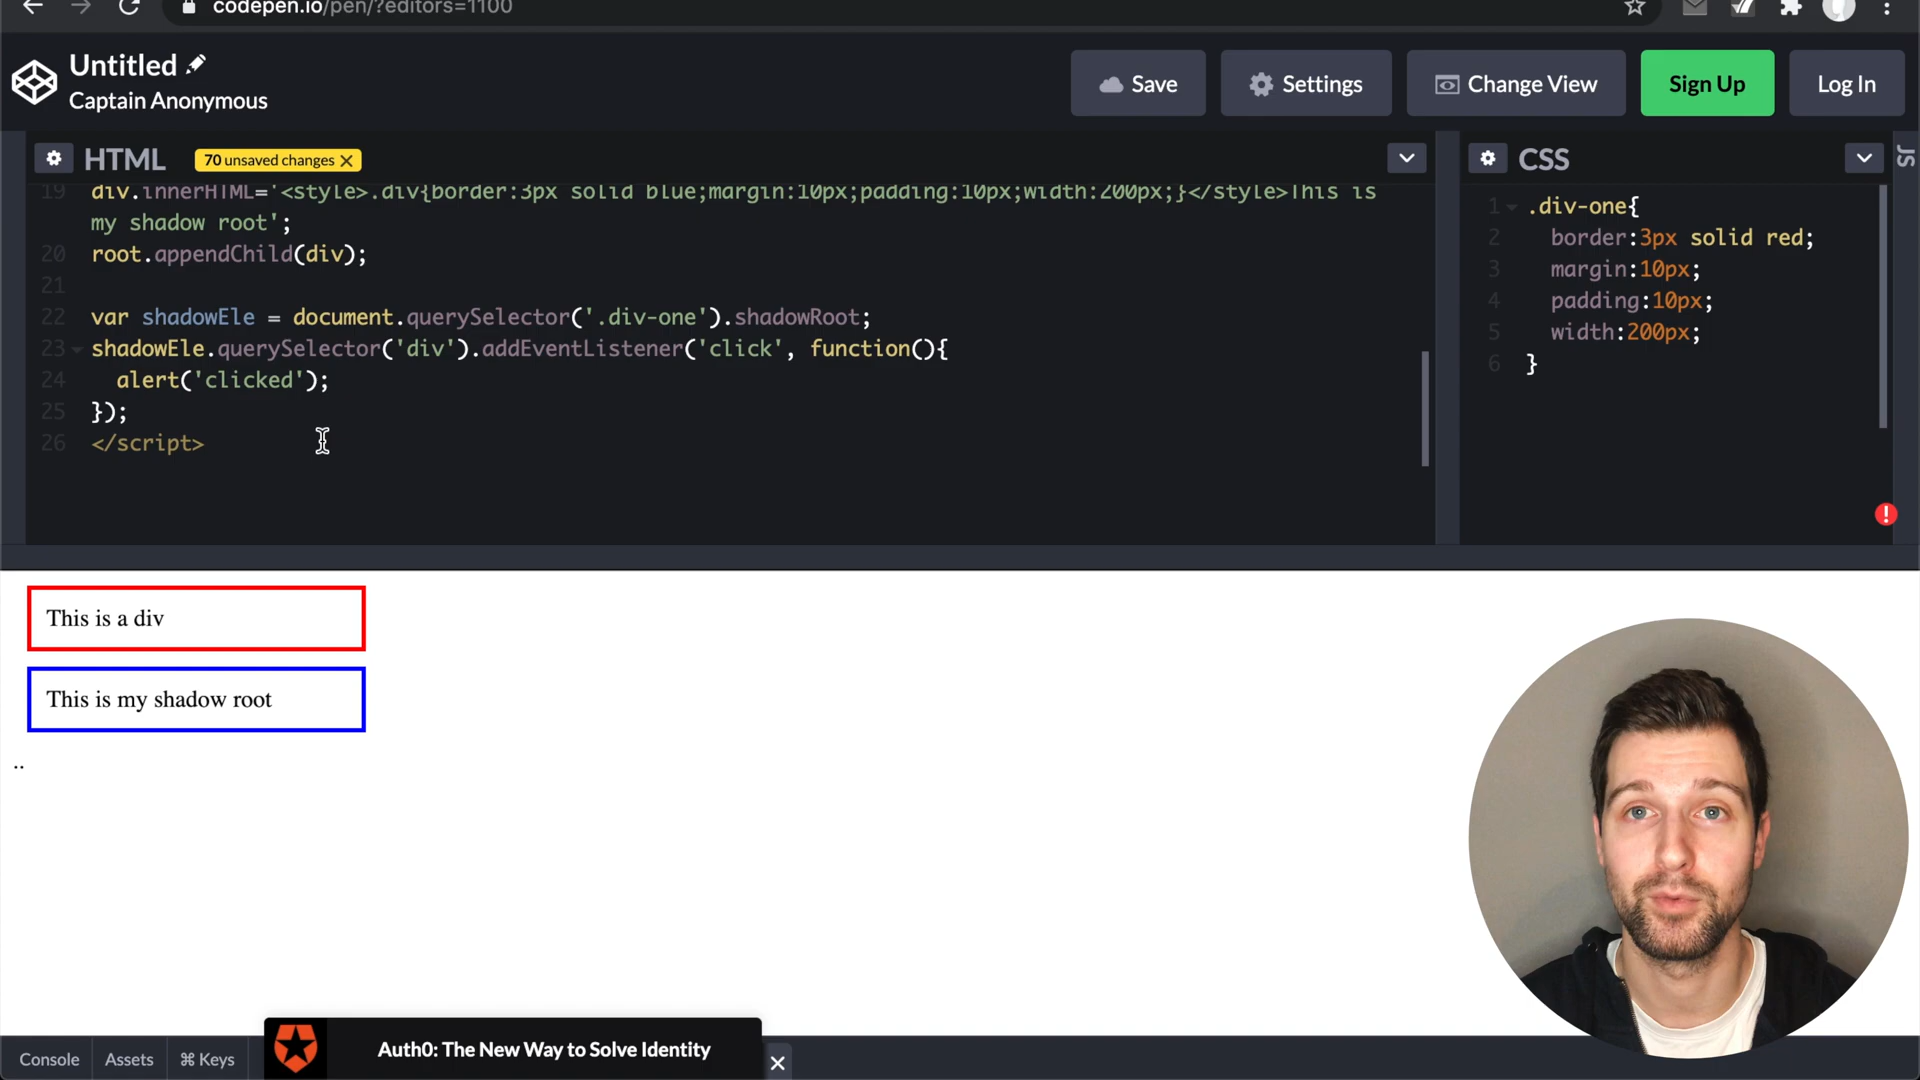 codepen.io/pen/?editors=1100
Untitled
Captain Anonymous
Save
Settings
Change View
Sign Up
Log In
HTML
70 unsaved changes
CSS
JS
19 div.innerHTML='<style>.div{border:3px solid blue;margin:10px;padding:10px;width:200px;}</style>This is
my shadow root';
20 root.appendChild(div);
21
22 var shadowEle = document.querySelector('.div-one').shadowRoot;
23 shadowEle.querySelector('div').addEventListener('click', function(){
24 alert('clicked');
25 });
26 </script>
1 .div-one{
2 border:3px solid red;
3 margin:10px;
4 padding:10px;
5 width:200px;
6 }
This is a div
This is my shadow root
..
Console
Assets
⌘ Keys
Auth0: The New Way to Solve Identity